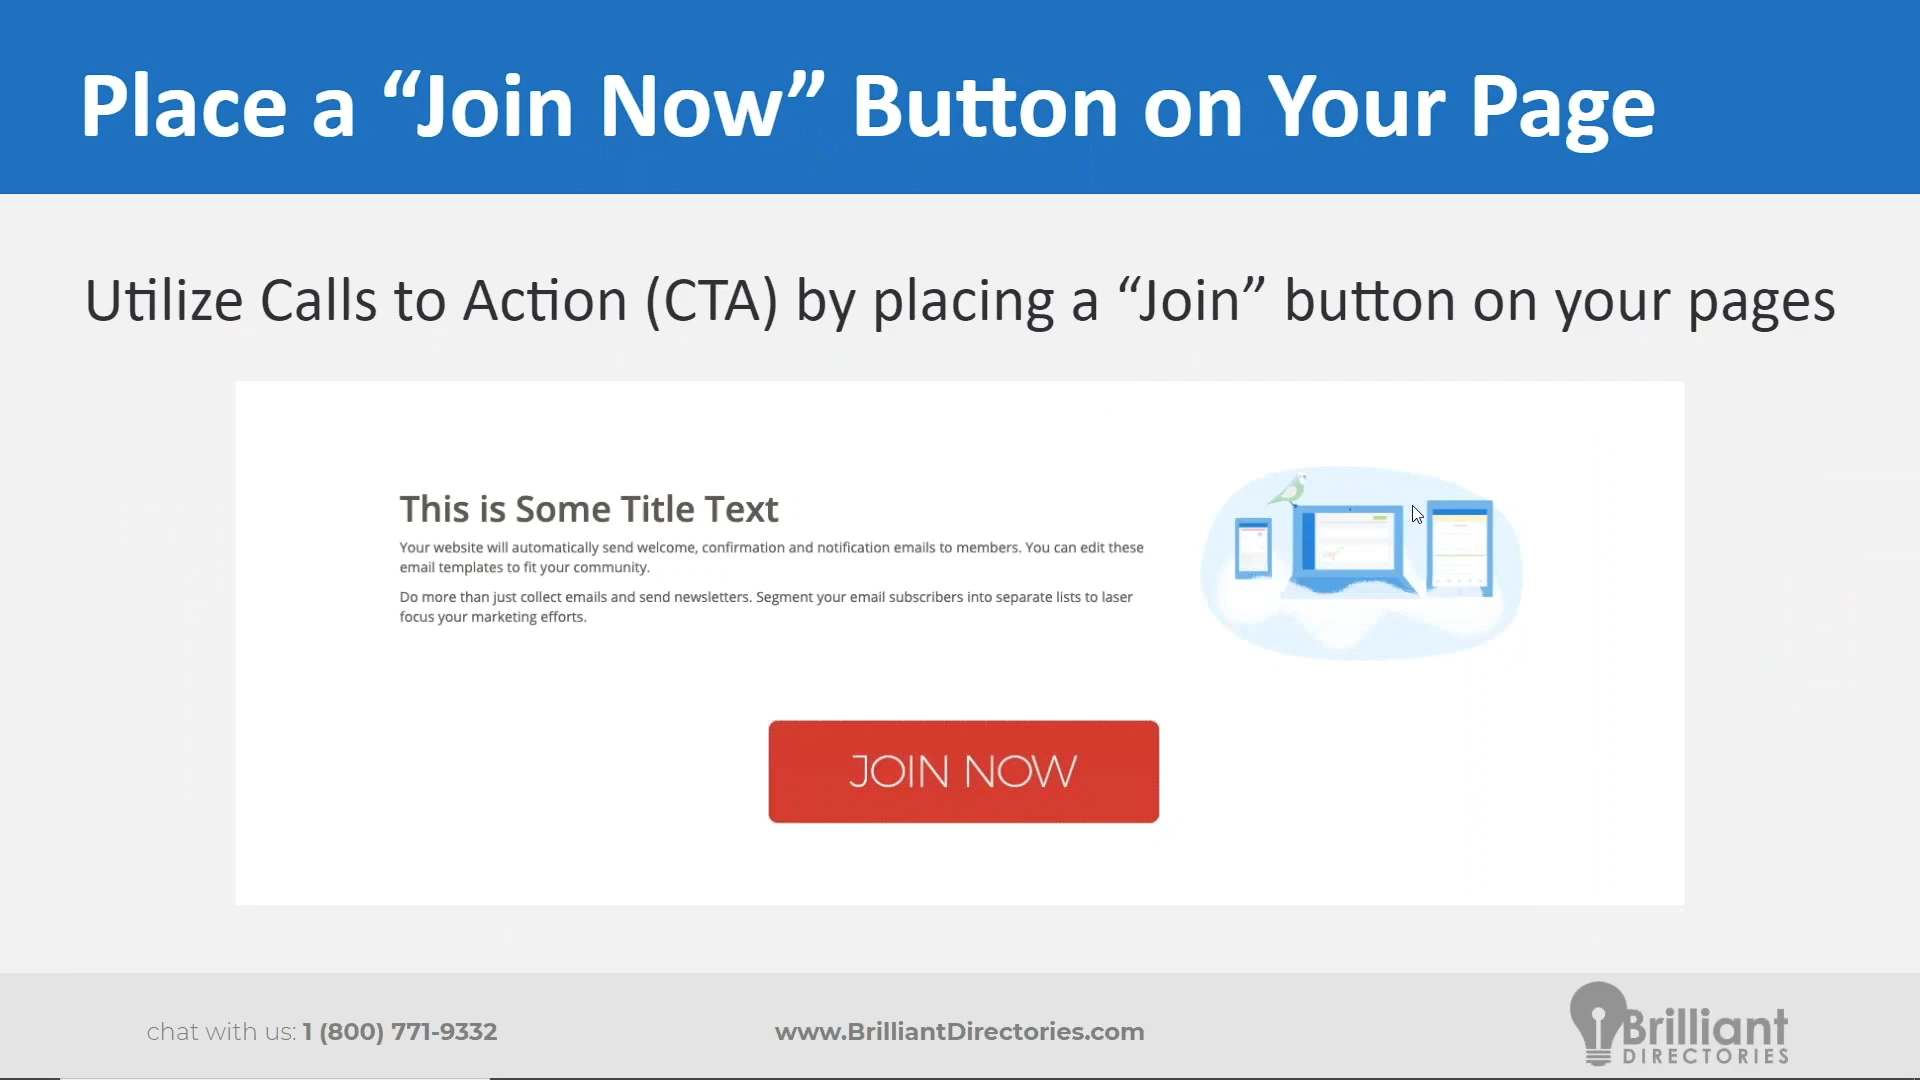 Place a “Join Now” Button on Your Page
Utilize Calls to Action (CTA) by placing a “Join” button on your pages
This is Some Title Text
Your website will automatically send welcome, confirmation and notification emails to members. You can edit these
email templates to fit your community.
Do more than just collect emails and send newsletters. Segment your email subscribers into separate lists to laser
focus your marketing efforts.
JOIN NOW
chat with us: 1 (800) 771-9332
www.BrilliantDirectories.com
Brilliant
DIRECTORIES